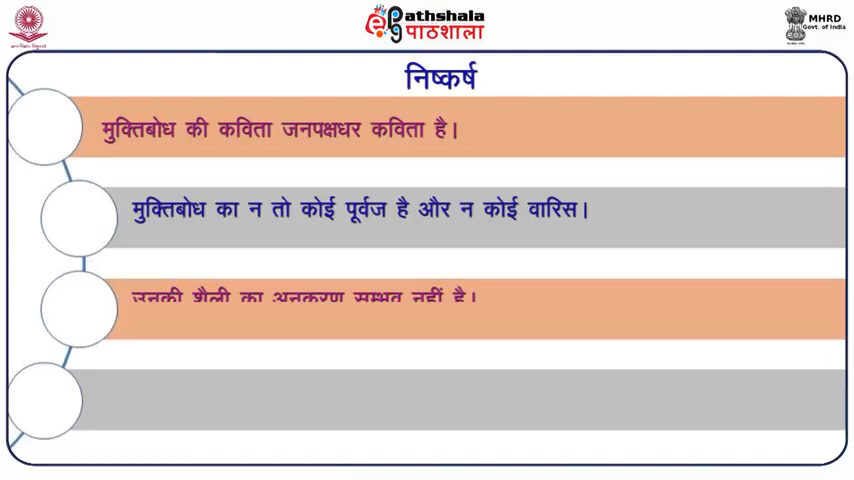 ePathshala
पाठशाला
MHRD
Govt. of India
निष्कर्ष
मुक्तिबोध की कविता जनपक्षधर कविता है।
मुक्तिबोध का न तो कोई पूर्वज है और न कोई वारिस।
उनकी शैली का अनुकरण सम्भव नहीं है।